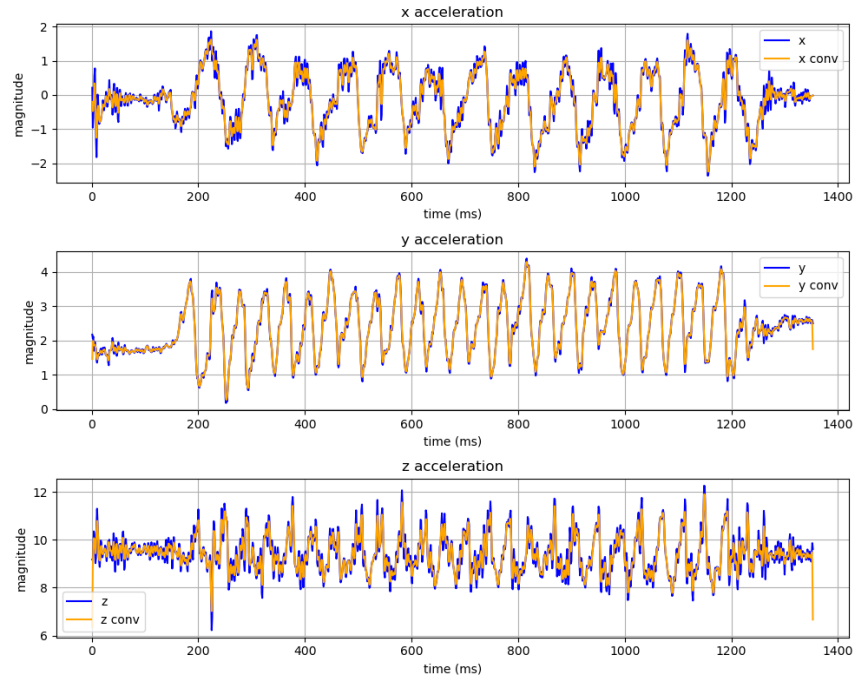 x acceleration
2
1
0
−1
−2
magnitude
x
x conv
0
200
400
600
800
1000
1200
1400
time (ms)
y acceleration
4
3
2
1
0
magnitude
y
y conv
0
200
400
600
800
1000
1200
1400
time (ms)
z acceleration
12
10
8
6
magnitude
z
z conv
0
200
400
600
800
1000
1200
1400
time (ms)